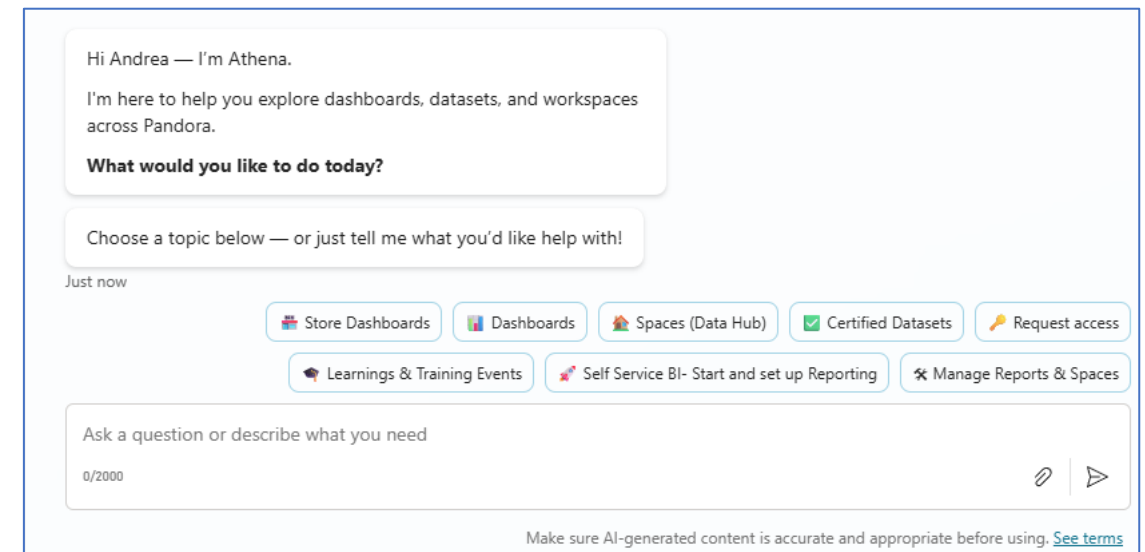 Hi Andrea — I'm Athena.
I'm here to help you explore dashboards, datasets, and workspaces
across Pandora.
What would you like to do today?
Choose a topic below — or just tell me what you'd like help with!
Just now
Store Dashboards Dashboards Spaces (Data Hub) Certified Datasets Request access
Learnings & Training Events Self Service BI- Start and set up Reporting Manage Reports & Spaces
Ask a question or describe what you need
0/2000
Make sure AI-generated content is accurate and appropriate before using. See terms